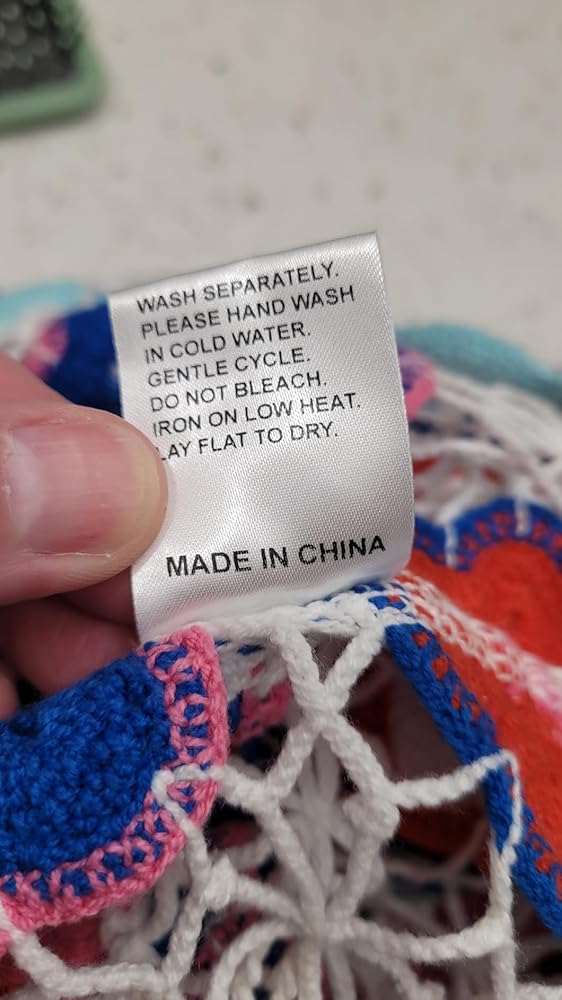 WASH SEPARATELY.
PLEASE HAND WASH
IN COLD WATER.
GENTLE CYCLE.
DO NOT BLEACH.
IRON ON LOW HEAT.
LAY FLAT TO DRY.
MADE IN CHINA